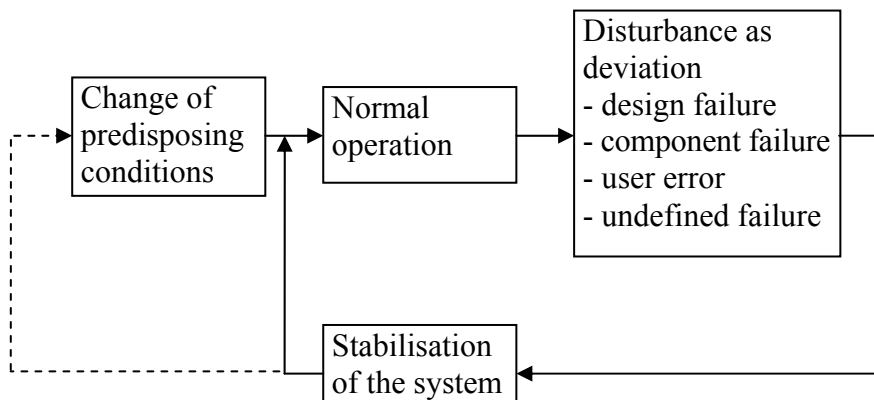 Change of
predisposing
conditions
Normal
operation
Disturbance as
deviation
- design failure
- component failure
- user error
- undefined failure
Stabilisation
of the system